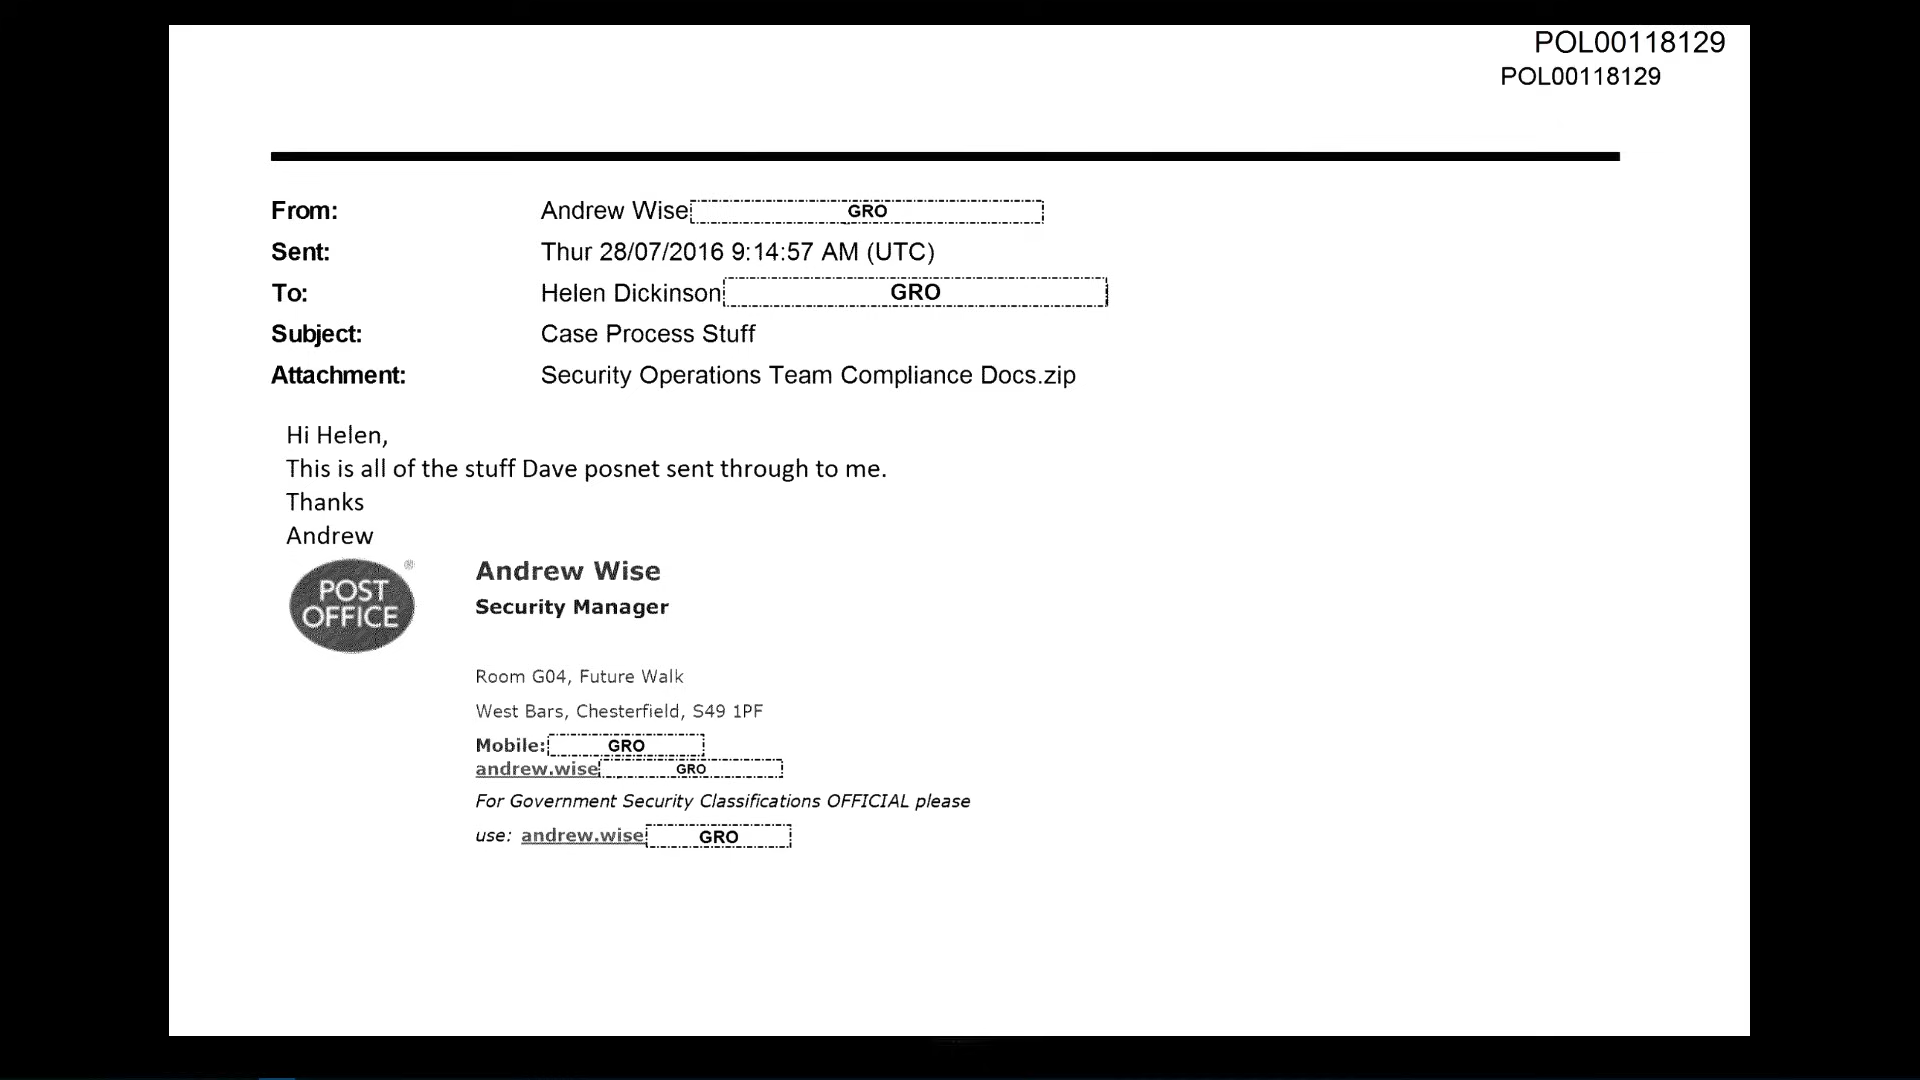 POL00118129
POL00118129
From: Andrew Wise GRO
Sent: Thur 28/07/2016 9:14:57 AM (UTC)
To: Helen Dickinson GRO
Subject: Case Process Stuff
Attachment: Security Operations Team Compliance Docs.zip
Hi Helen,
This is all of the stuff Dave posnet sent through to me.
Thanks
Andrew
POST OFFICE ®
Andrew Wise
Security Manager
Room G04, Future Walk
West Bars, Chesterfield, S49 1PF
Mobile: GRO
andrew.wise GRO
For Government Security Classifications OFFICIAL please
use: andrew.wise GRO